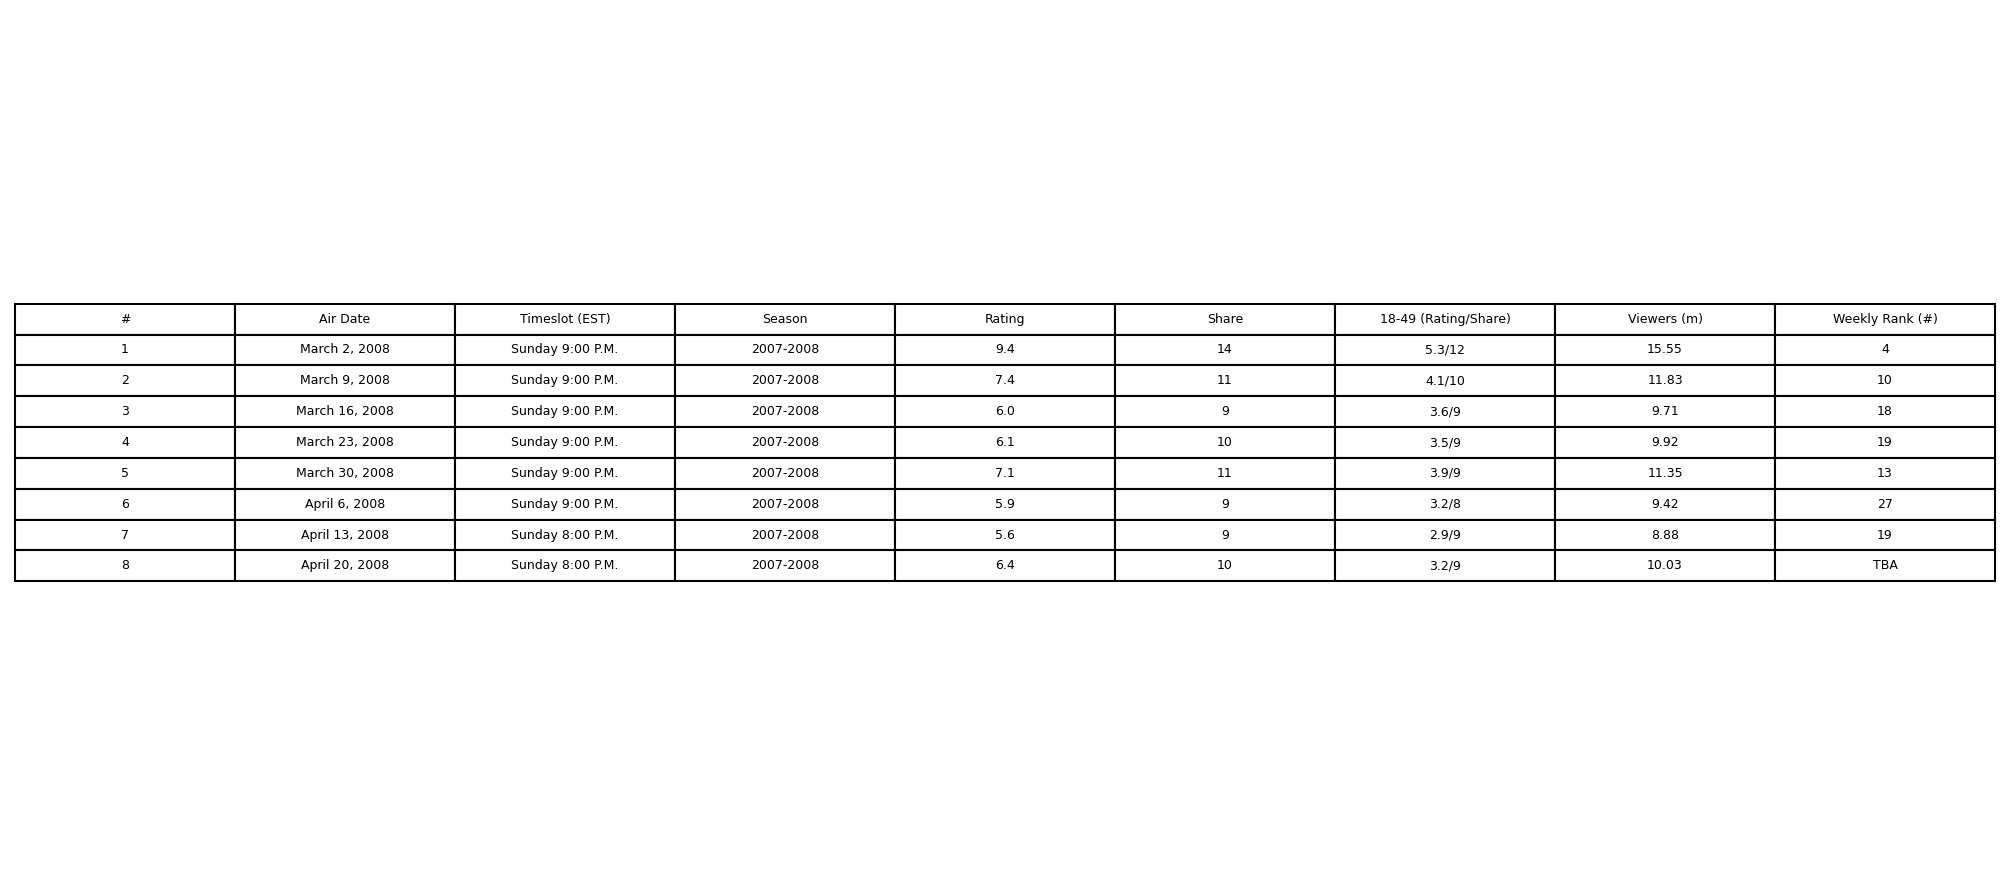 # Air Date Timeslot (EST) Season Rating Share 18-49 (Rating/Share) Viewers (m) Weekly Rank (#)
1 March 2, 2008 Sunday 9:00 P.M. 2007-2008 9.4 14 5.3/12 15.55 4
2 March 9, 2008 Sunday 9:00 P.M. 2007-2008 7.4 11 4.1/10 11.83 10
3 March 16, 2008 Sunday 9:00 P.M. 2007-2008 6.0 9 3.6/9 9.71 18
4 March 23, 2008 Sunday 9:00 P.M. 2007-2008 6.1 10 3.5/9 9.92 19
5 March 30, 2008 Sunday 9:00 P.M. 2007-2008 7.1 11 3.9/9 11.35 13
6 April 6, 2008 Sunday 9:00 P.M. 2007-2008 5.9 9 3.2/8 9.42 27
7 April 13, 2008 Sunday 8:00 P.M. 2007-2008 5.6 9 2.9/9 8.88 19
8 April 20, 2008 Sunday 8:00 P.M. 2007-2008 6.4 10 3.2/9 10.03 TBA